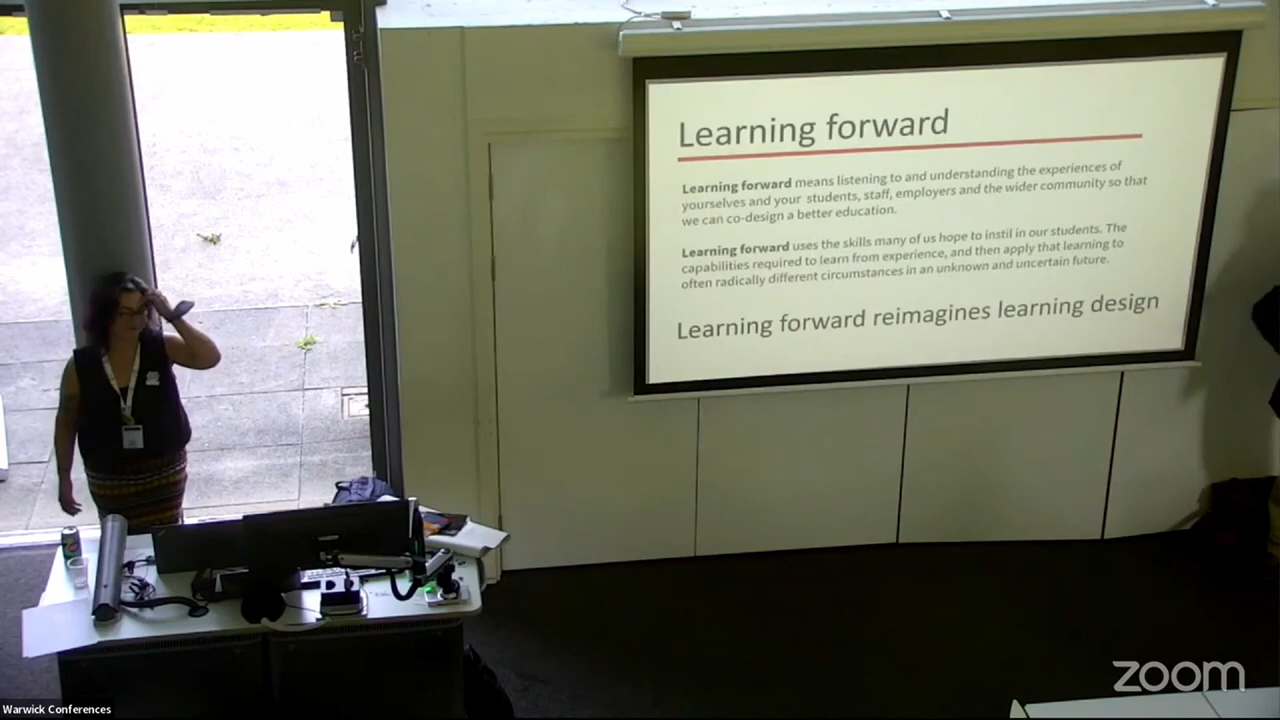 Learning forward
Learning forward means listening to and understanding the experiences of
yourselves and your students, staff, employers and the wider community so that
we can co-design a better education.
Learning forward uses the skills many of us hope to instil in our students. The
capabilities required to learn from experience, and then apply that learning to
often radically different circumstances in an unknown and uncertain future.
Learning forward reimagines learning design
zoom
Warwick Conferences